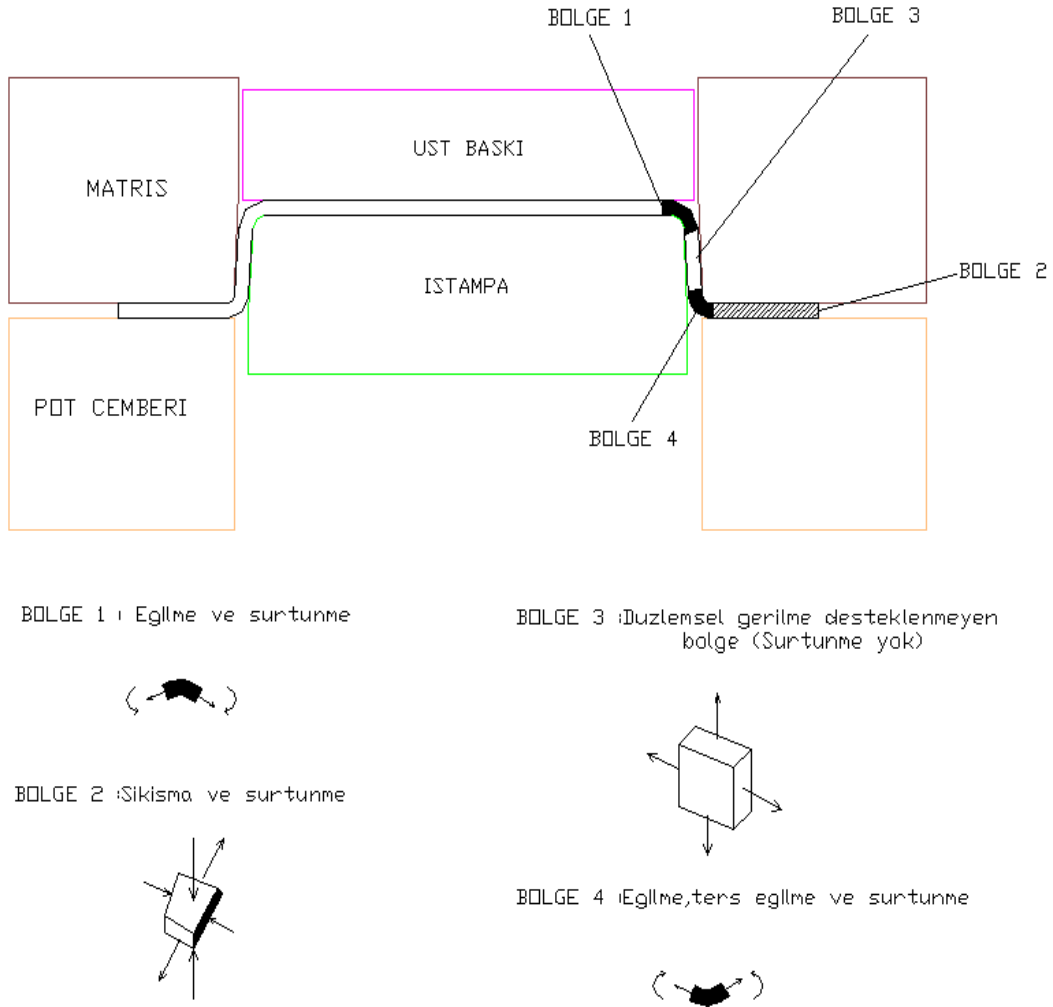 BOLGE 1
BOLGE 3
UST BASKI
MATRIS
BOLGE 2
ISTAMPA
POT CEMBERI
BOLGE 4
BOLGE 1 : Egilme ve surtunme
BOLGE 3 :Duzlemsel gerilme desteklenmeyen
bolge (Surtunme yok)
BOLGE 2 :Sikisma ve surtunme
BOLGE 4 :Egilme,ters egilme ve surtunme